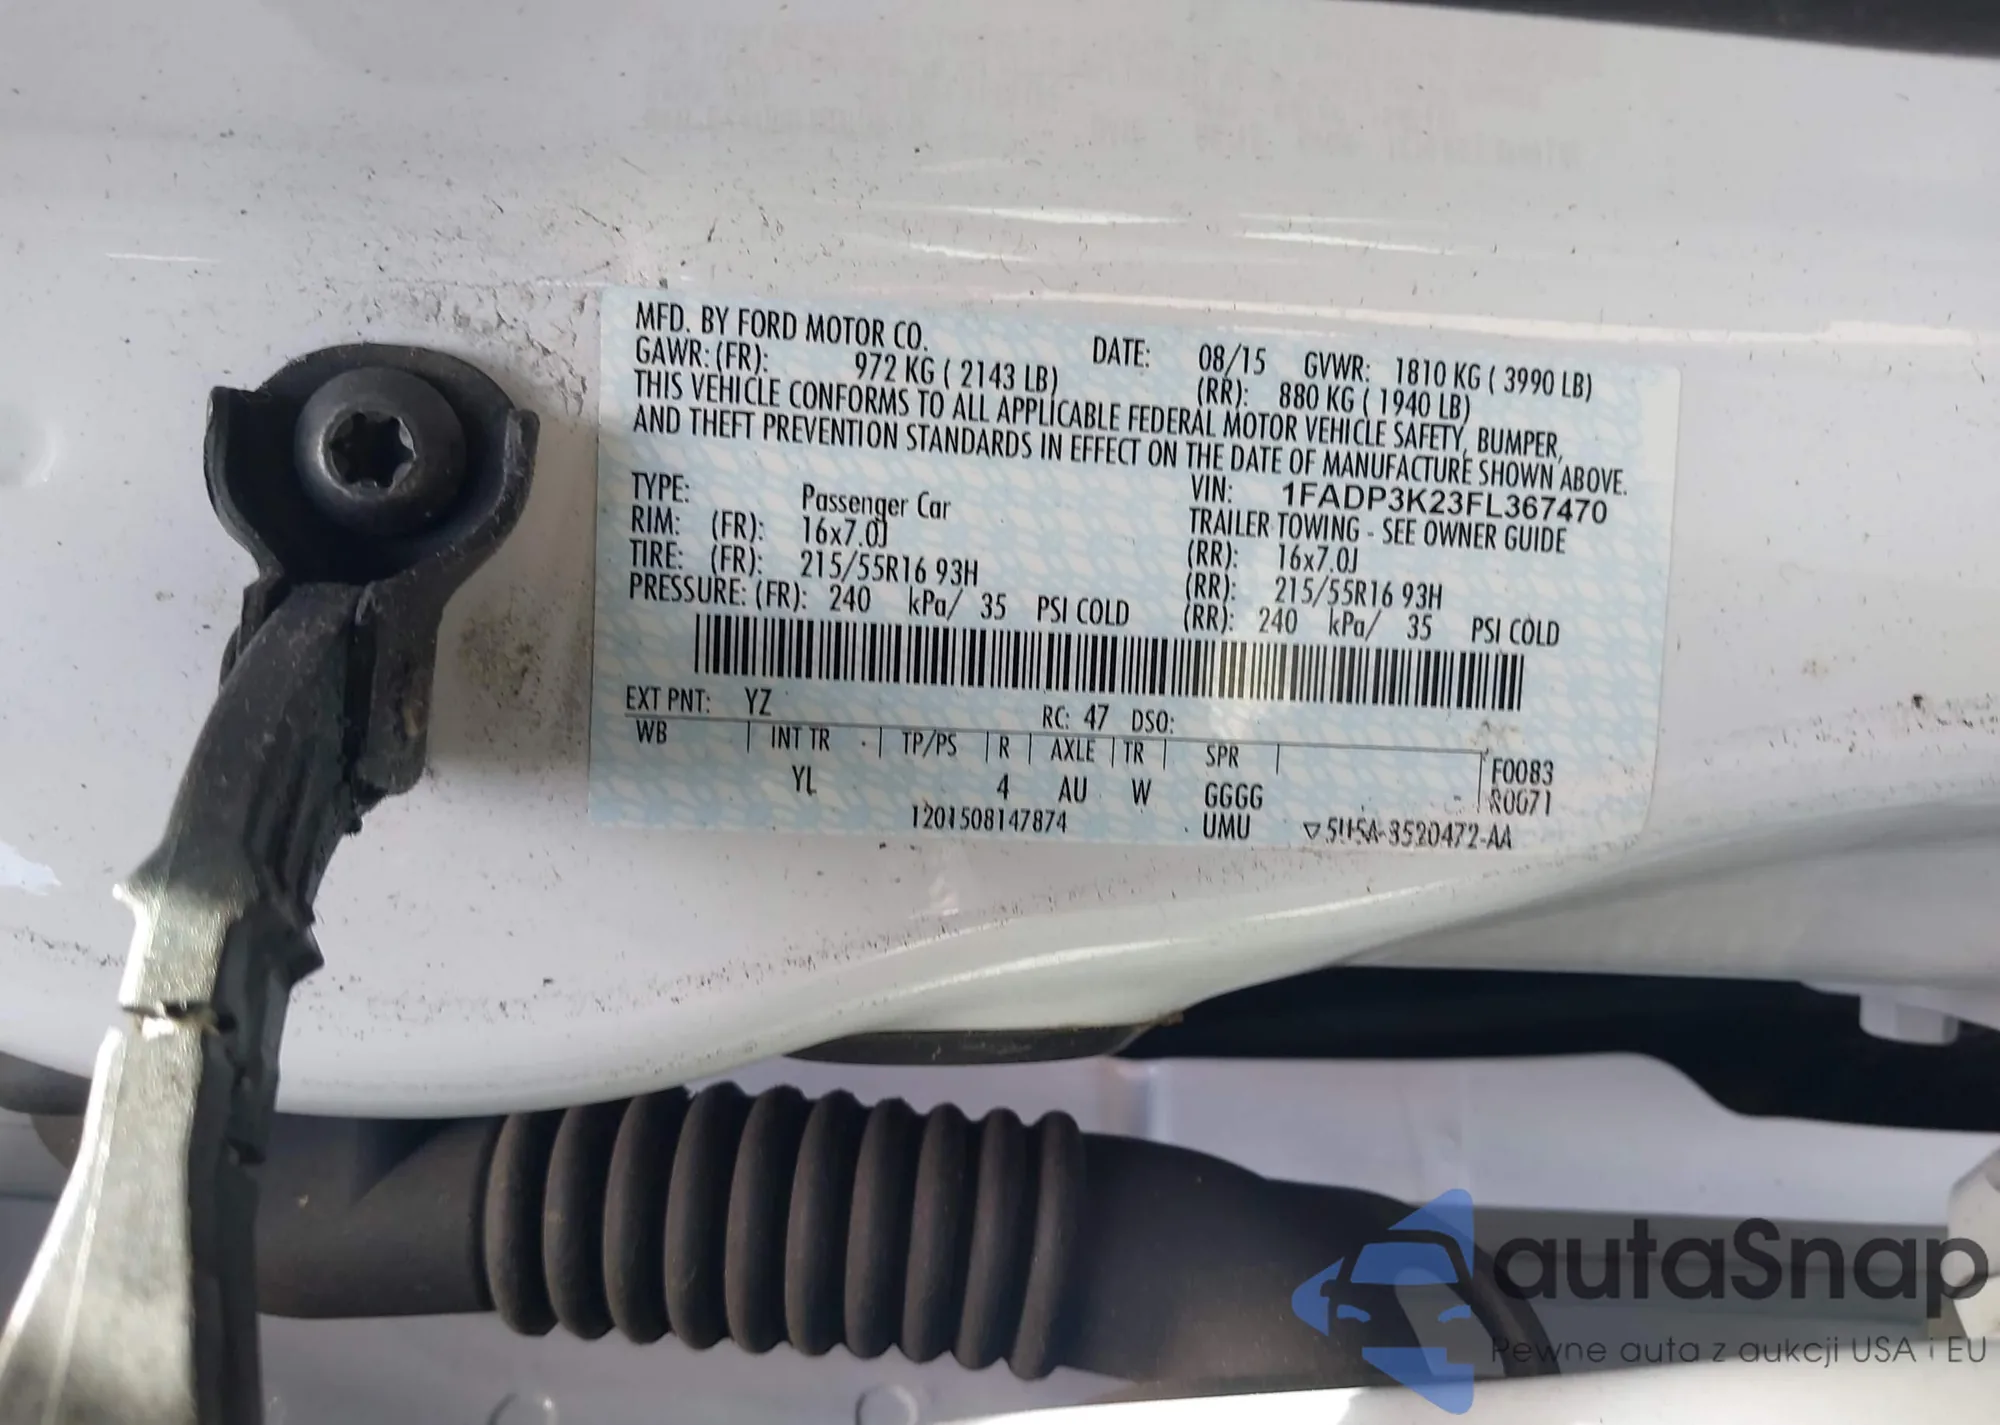 MFD. BY FORD MOTOR CO. DATE: 08/15 GVWR: 1810 KG ( 3990 LB)
GAWR: (FR): 972 KG ( 2143 LB) (RR): 880 KG ( 1940 LB)
THIS VEHICLE CONFORMS TO ALL APPLICABLE FEDERAL MOTOR VEHICLE SAFETY, BUMPER,
AND THEFT PREVENTION STANDARDS IN EFFECT ON THE DATE OF MANUFACTURE SHOWN ABOVE.
VIN: 1FADP3K23FL367470
TYPE: Passenger Car TRAILER TOWING - SEE OWNER GUIDE
RIM: (FR): 16x7.0J (RR): 16x7.0J
TIRE: (FR): 215/55R16 93H (RR): 215/55R16 93H
PRESSURE: (FR): 240 kPa/ 35 PSI COLD (RR): 240 kPa/ 35 PSI COLD
EXT PNT: YZ RC: 47 DSO:
WB INT TR TP/PS R AXLE TR SPR F0083
YL 4 AU W GGGG R0071
1201508147874 UMU ▽
autaSnap
Pewne auta z aukcji USA i EU